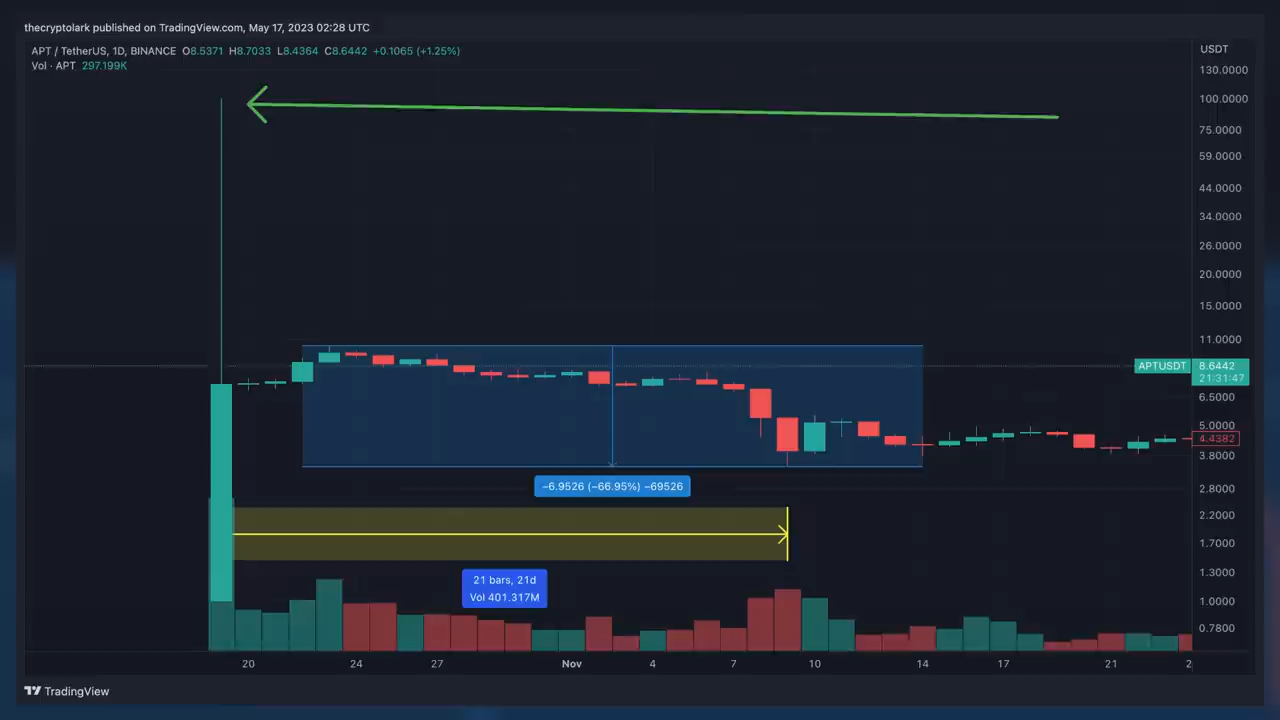 thecryptolark published on TradingView.com, May 17, 2023 02:28 UTC
APT / TetherUS, 1D, BINANCE O8.5371 H8.7033 L8.4364 C8.6442 +0.1065 (+1.25%)
Vol · APT 297.199K
USDT
130.0000
100.0000
75.0000
59.0000
44.0000
34.0000
26.0000
20.0000
15.0000
11.0000
APTUSDT 8.6442
21:31:47
6.5000
5.0000
4.4382
3.8000
2.8000
2.2000
1.7000
1.3000
1.0000
0.7800
−6.9526 (−66.95%) −69526
21 bars, 21d
Vol 401.317M
20 24 27 Nov 4 7 10 14 17 21 2
TradingView